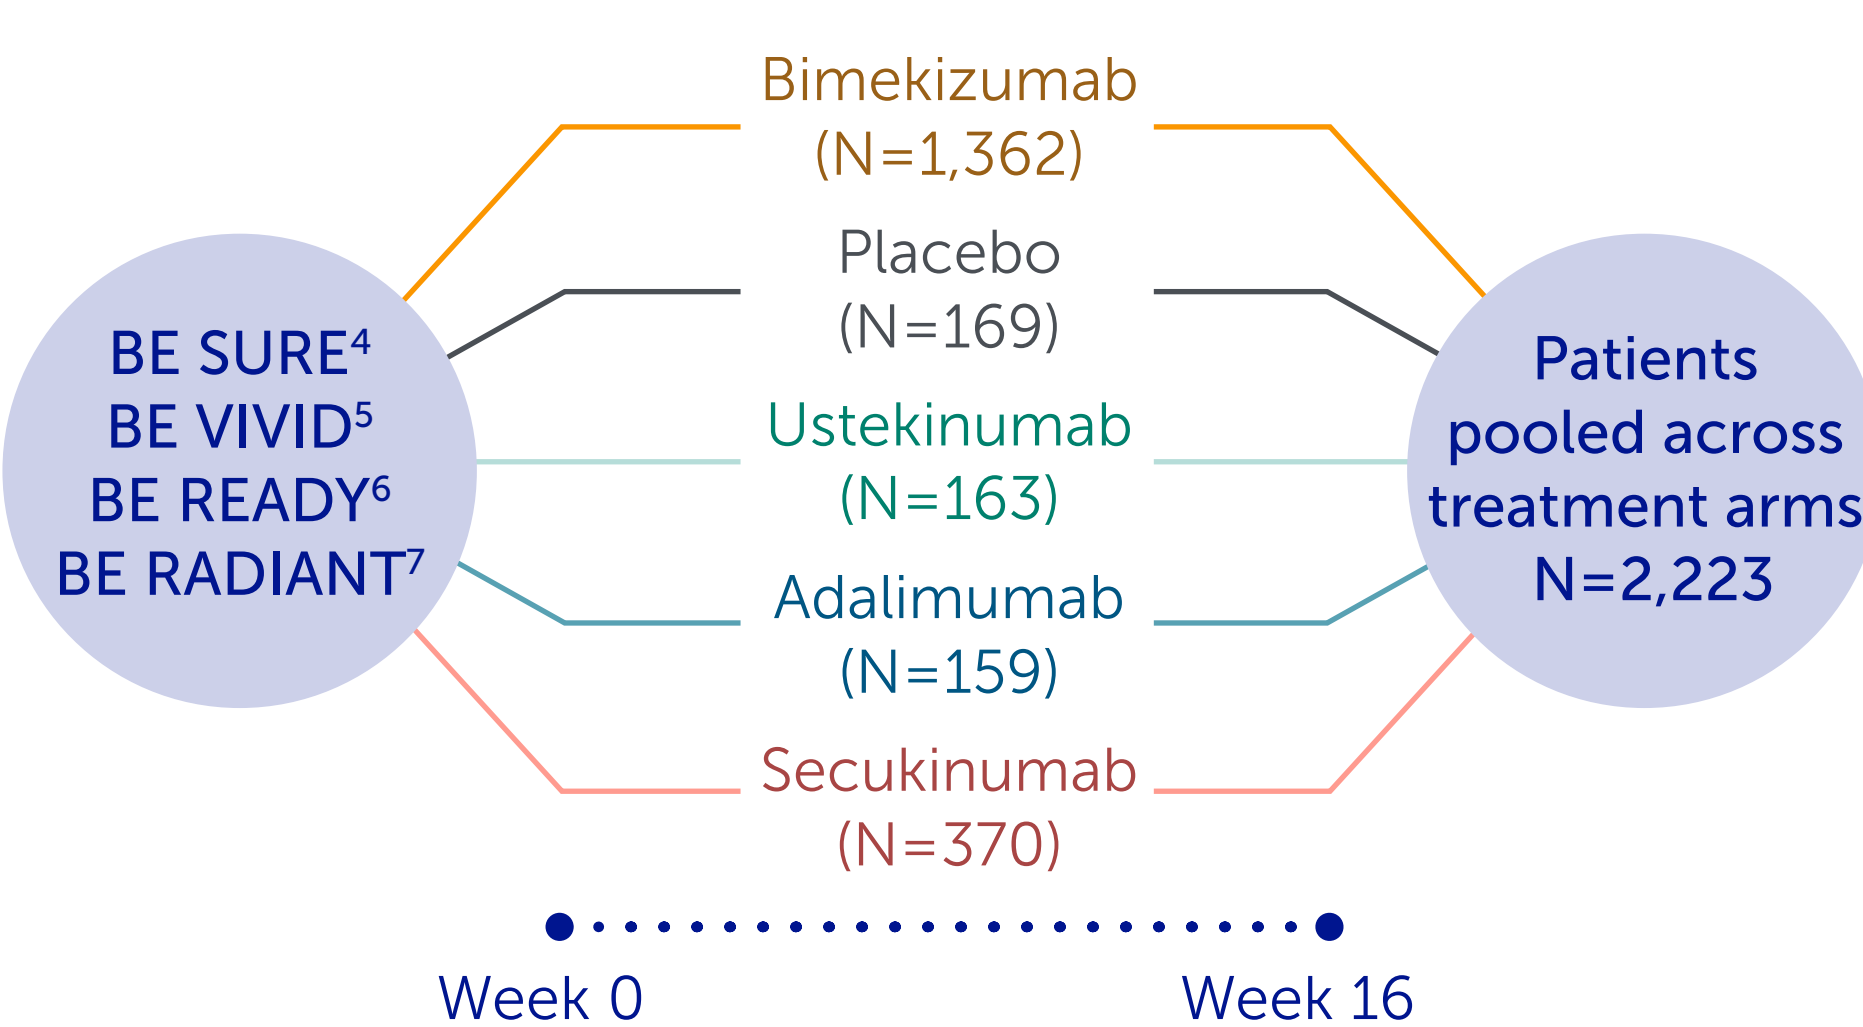 BE SURE⁴
BE VIVID⁵
BE READY⁶
BE RADIANT⁷
Bimekizumab
(N=1,362)
Placebo
(N=169)
Ustekinumab
(N=163)
Adalimumab
(N=159)
Secukinumab
(N=370)
Patients
pooled across
treatment arms
N=2,223
Week 0
Week 16